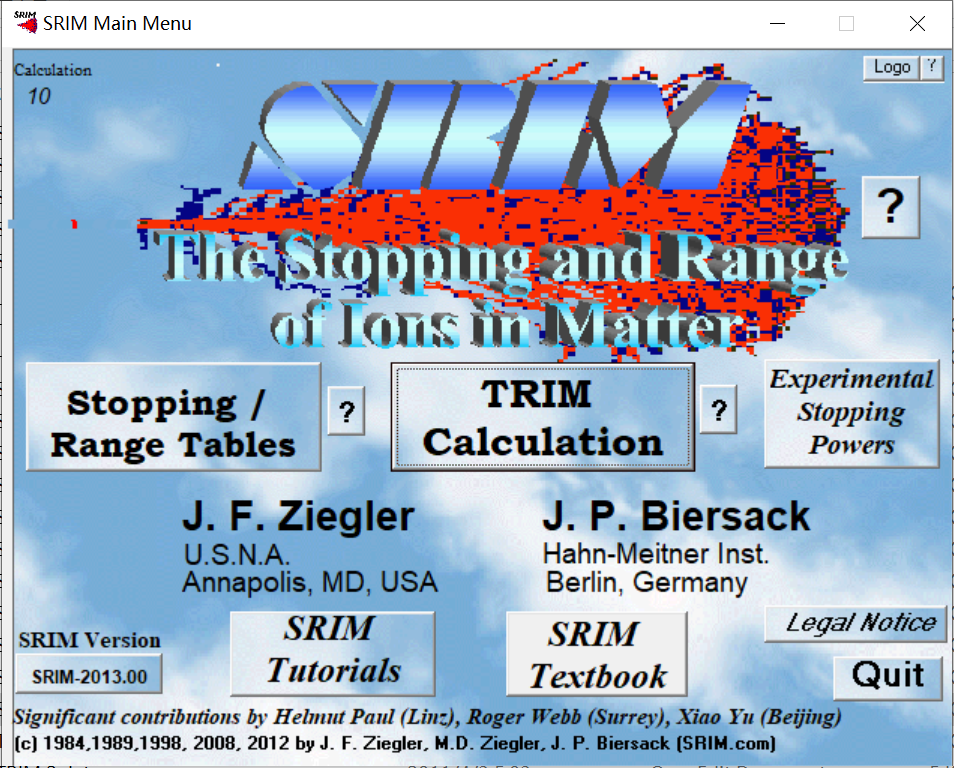 SRIM SRIM Main Menu
Calculation
10
Logo ?
SRIM
?
The Stopping and Range
of Ions in Matter
Stopping /
Range Tables
?
TRIM
Calculation
?
Experimental
Stopping
Powers
J. F. Ziegler
U.S.N.A.
Annapolis, MD, USA
J. P. Biersack
Hahn-Meitner Inst.
Berlin, Germany
SRIM Version
SRIM-2013.00
SRIM
Tutorials
SRIM
Textbook
Legal Notice
Quit
Significant contributions by Helmut Paul (Linz), Roger Webb (Surrey), Xiao Yu (Beijing)
(c) 1984,1989,1998, 2008, 2012 by J. F. Ziegler, M.D. Ziegler, J. P. Biersack (SRIM.com)